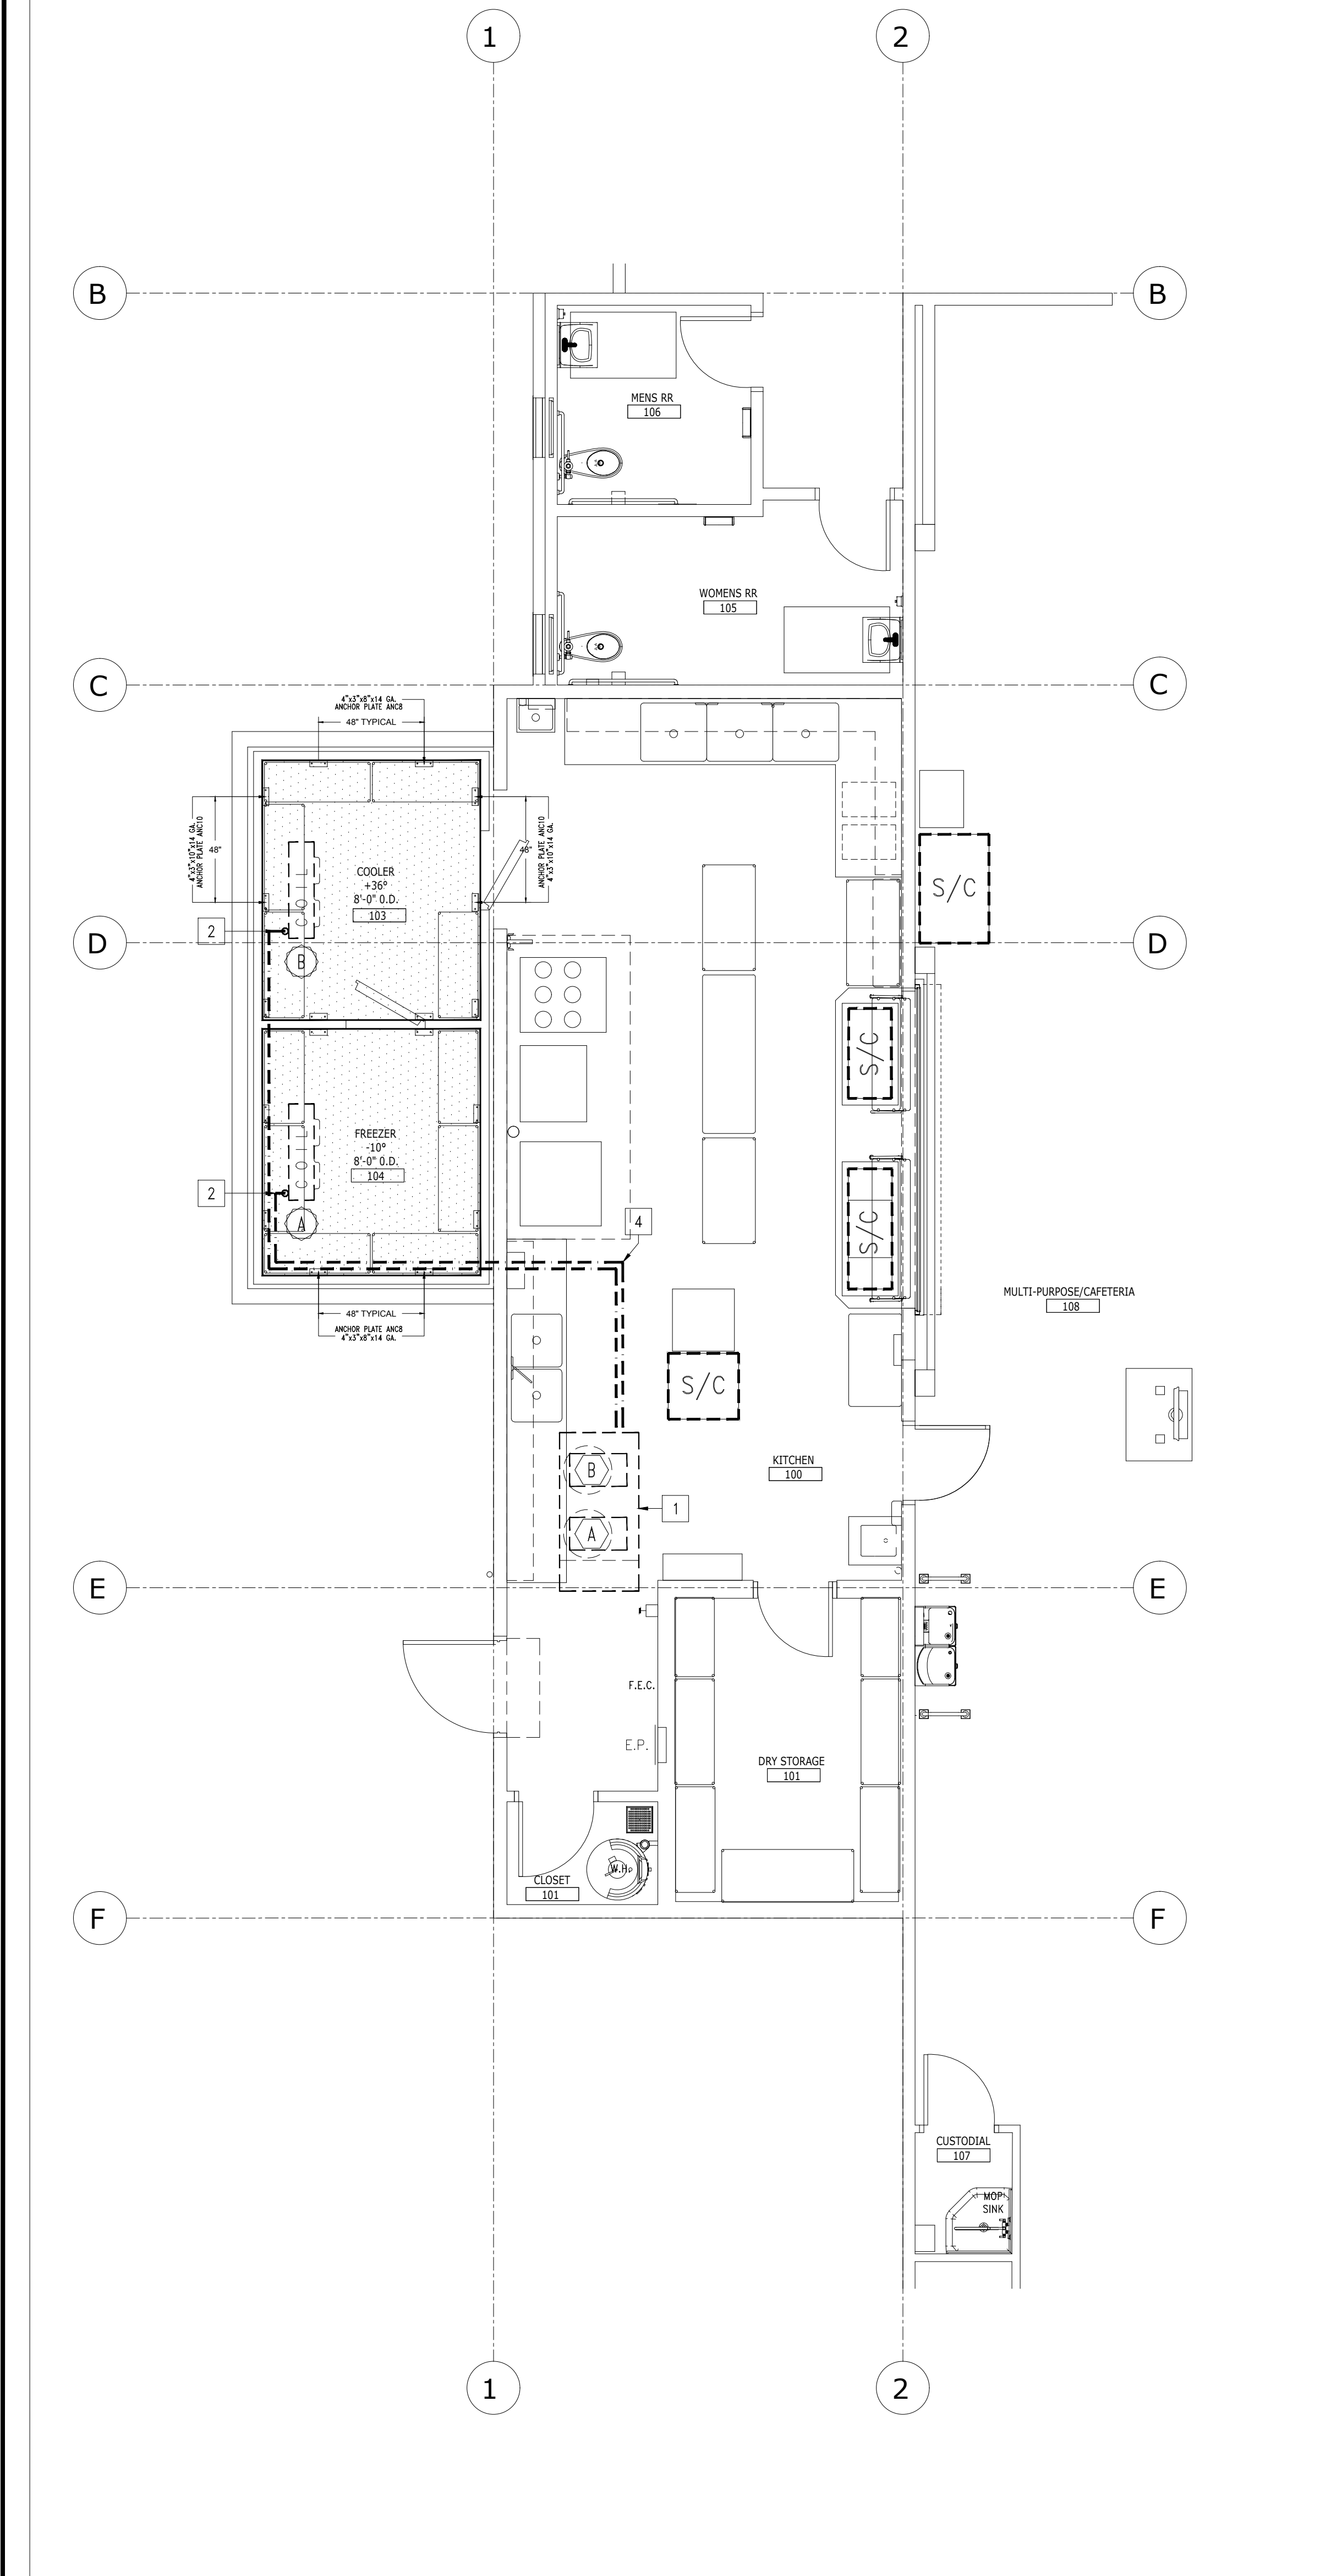 1
2
B
B
MENS RR
106
WOMENS RR
105
C
C
4"x3"x8"x14 GA.
ANCHOR PLATE ANC8
48" TYPICAL
4"x3"x10"x14 GA.
ANCHOR PLATE ANC10
48"
48"
ANCHOR PLATE ANC10
4"x3"x10"x14 GA.
COOLER
+36°
8'-0" O.D.
103
COIL
S/C
2
D
D
B
S/C
FREEZER
-10°
8'-0" O.D.
104
COIL
2
A
4
S/C
48" TYPICAL
ANCHOR PLATE ANC8
4"x3"x8"x14 GA.
MULTI-PURPOSE/CAFETERIA
108
S/C
KITCHEN
100
B
1
A
E
E
F.E.C.
E.P.
DRY STORAGE
101
W.H.
CLOSET
101
F
F
CUSTODIAL
107
MOP
SINK
1
2